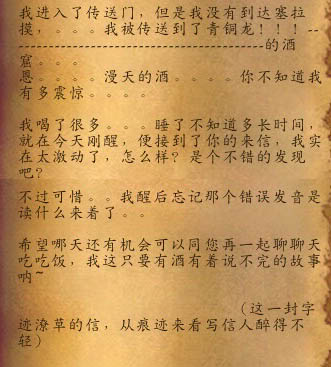 我进入了传送门，但是我没有到达塞拉
摸，．．．我被传送到了青铜龙！！！--
----------------------------------的酒
窟。。。
恩．．．．漫天的酒．．．．你不知道我
有多震惊．．．．
我喝了很多。。。睡了不知道多长时间，
就在今天刚醒，便接到了你的来信，我实
在太激动了，怎么样？是个不错的发现
吧？
不过可惜。。我醒后忘记那个错误发音是
读什么来着了。。
希望哪天还有机会可以同您再一起聊聊天
吃吃饭，我这只要有酒有着说不完的故事
呐~
（这一封字
迹潦草的信，从痕迹来看写信人醉得不
轻）